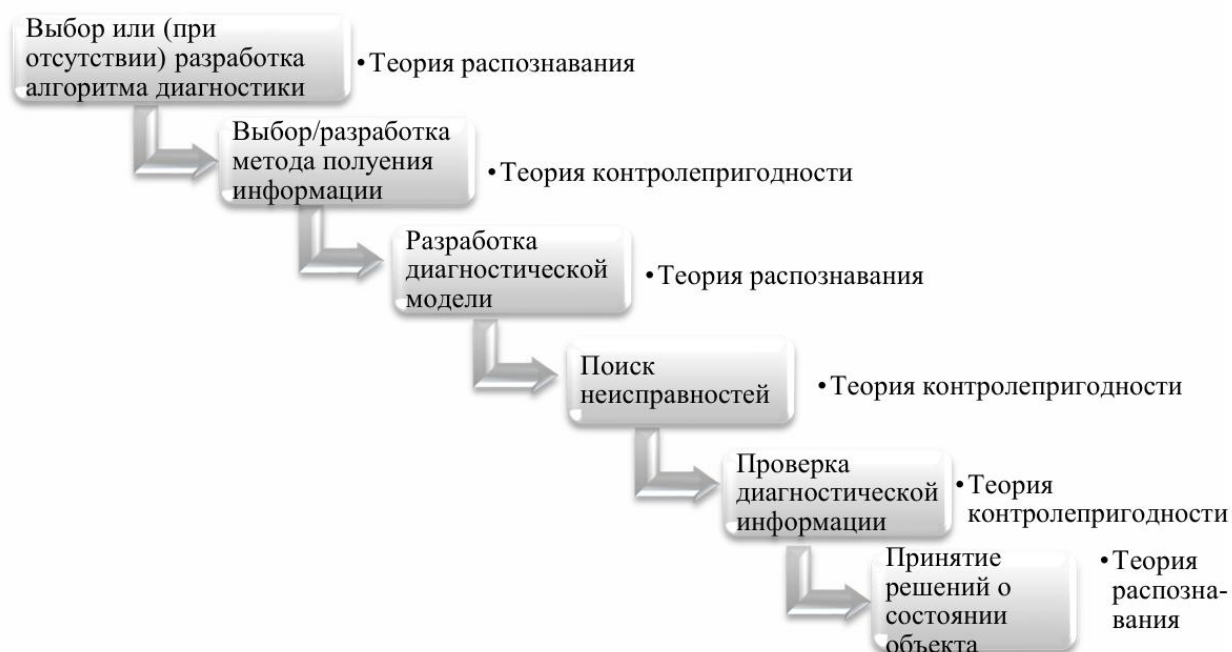 Выбор или (при
отсутствии) разработка
алгоритма диагностики
• Теория распознавания
Выбор/разработка
метода полуения
информации
• Теория контролепригодности
Разработка
диагностической
модели
• Теория распознавания
Поиск
неисправностей
• Теория контролепригодности
Проверка
диагностической
информации
• Теория
контролепригодности
Принятие
решений о
состоянии
объекта
• Теория
распозна-
вания